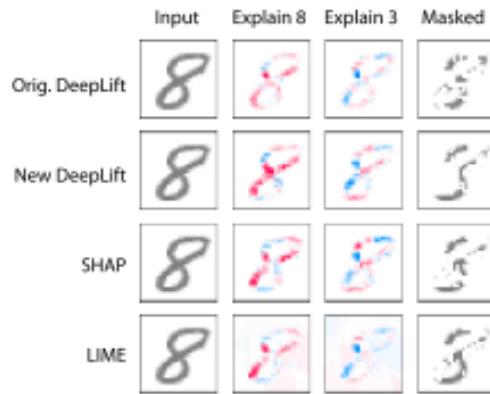 Input Explain 8 Explain 3 Masked
Orig. DeepLift
New DeepLift
SHAP
LIME